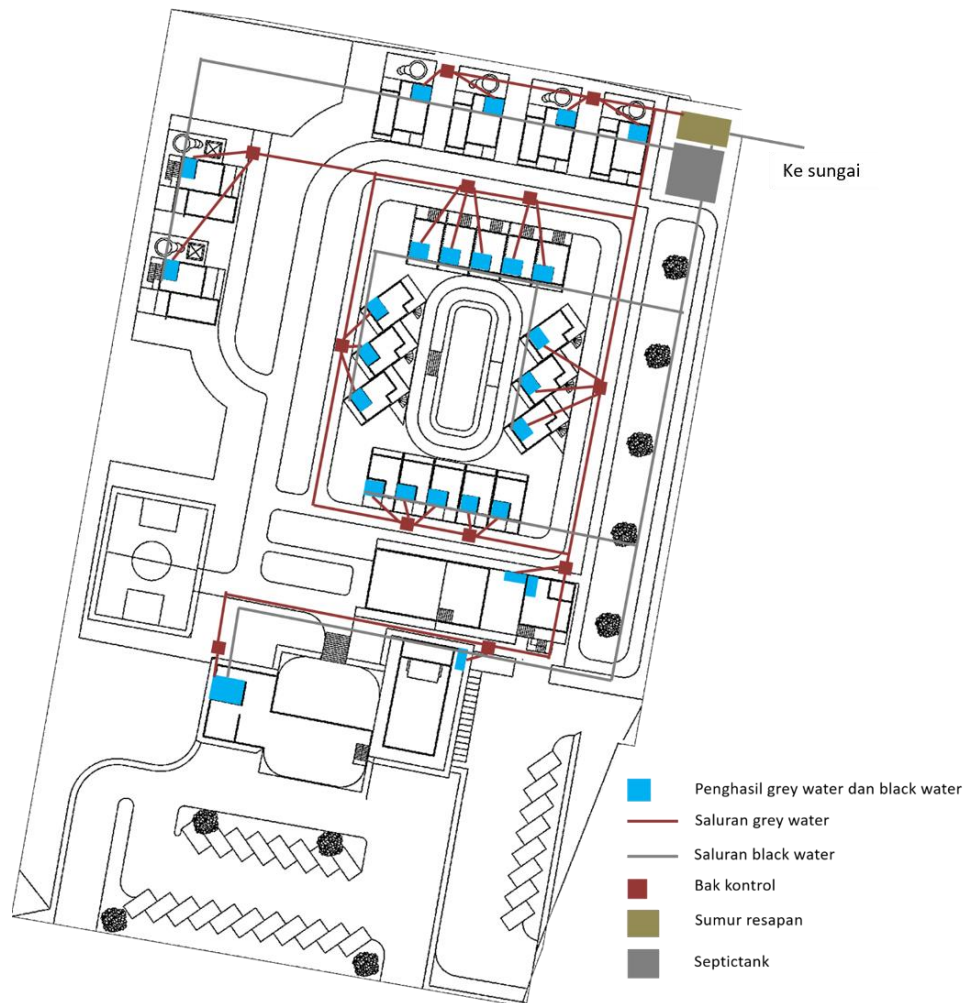 Ke sungai
Penghasil grey water dan black water
Saluran grey water
Saluran black water
Bak kontrol
Sumur resapan
Septictank